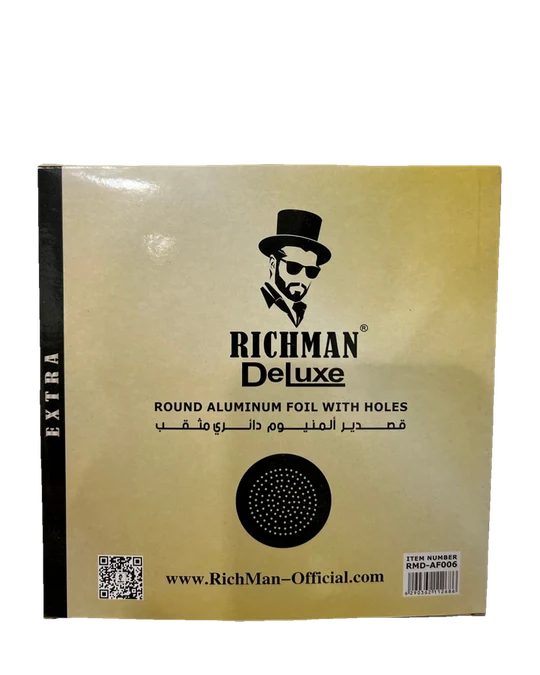 EXTRA
RICHMAN®
DeLuxe
ROUND ALUMINUM FOIL WITH HOLES
قصدير ألمنيوم دائري مثقب
www.RichMan-Official.com
ITEM NUMBER
RMD-AF006
6290302112686